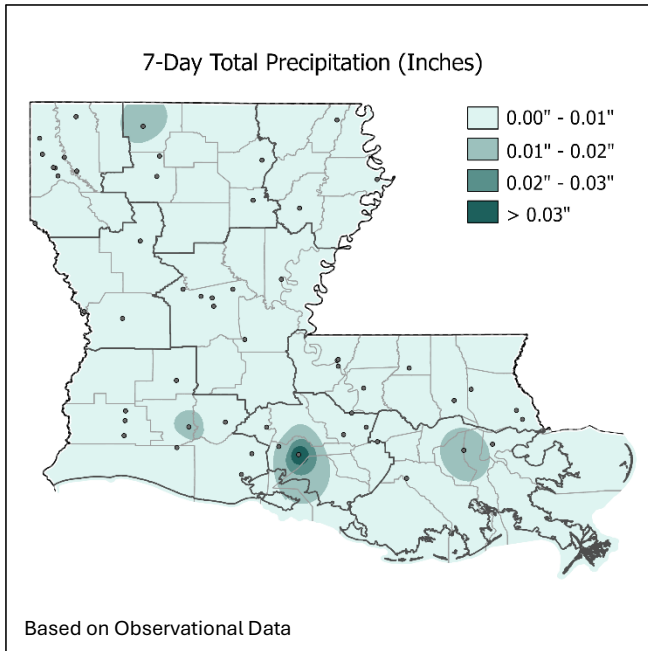 7-Day Total Precipitation (Inches)
0.00" - 0.01"
0.01" - 0.02"
0.02" - 0.03"
> 0.03"
Based on Observational Data